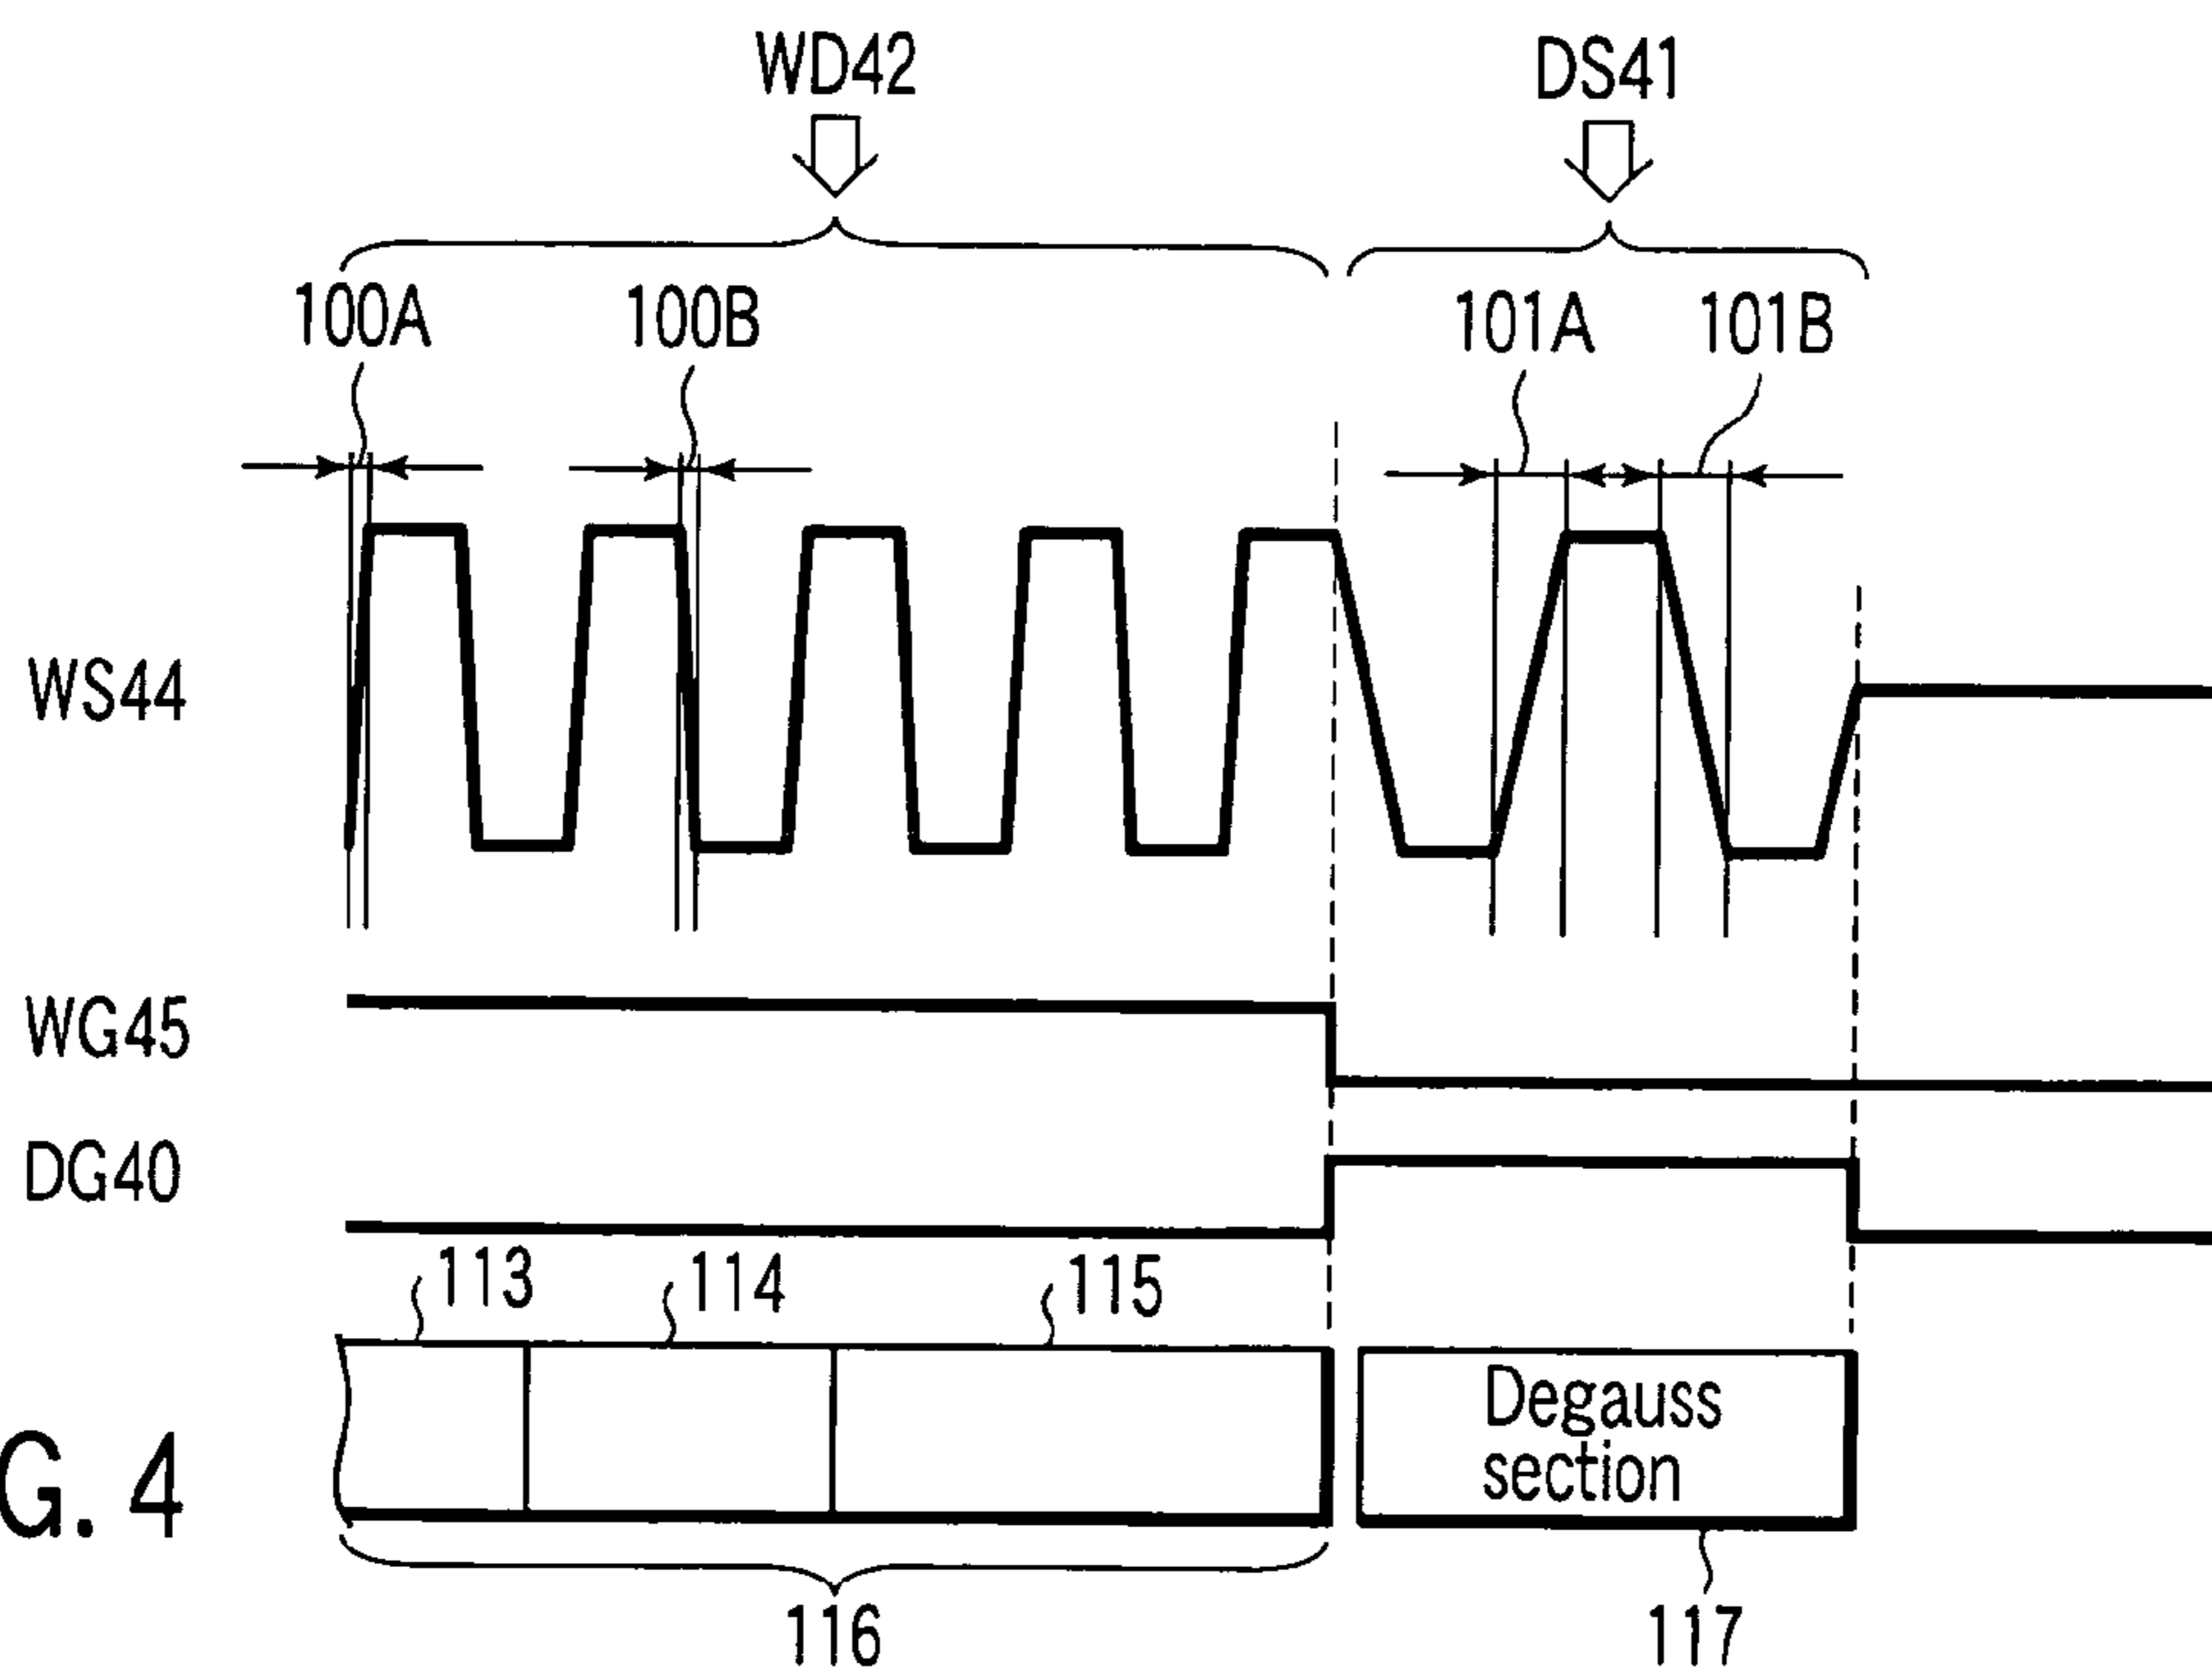 WD42 DS41
100A 100B 101A 101B
WS44
WG45
DG40
113 114 115
Degauss
section
G. 4
116 117